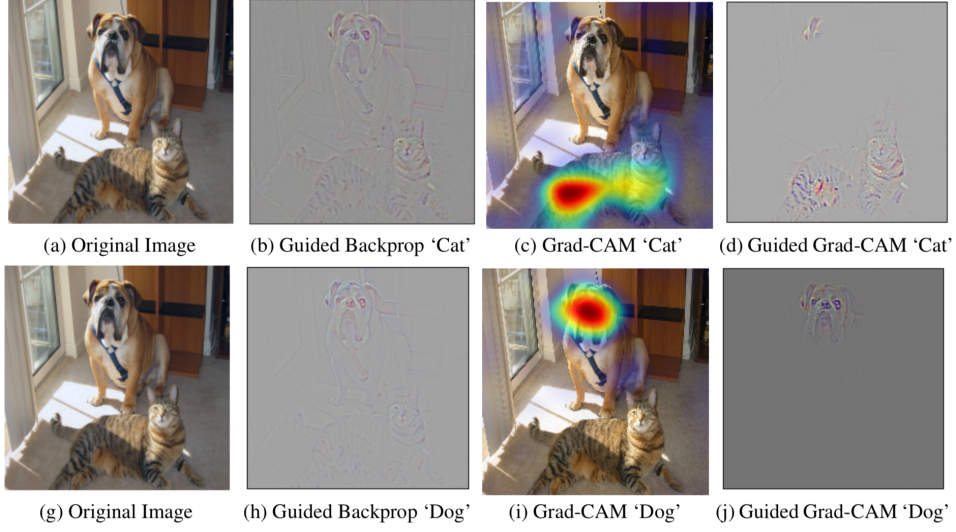 (a) Original Image
(b) Guided Backprop ‘Cat’
(c) Grad-CAM ‘Cat’
(d) Guided Grad-CAM ‘Cat’
(g) Original Image
(h) Guided Backprop ‘Dog’
(i) Grad-CAM ‘Dog’
(j) Guided Grad-CAM ‘Dog’